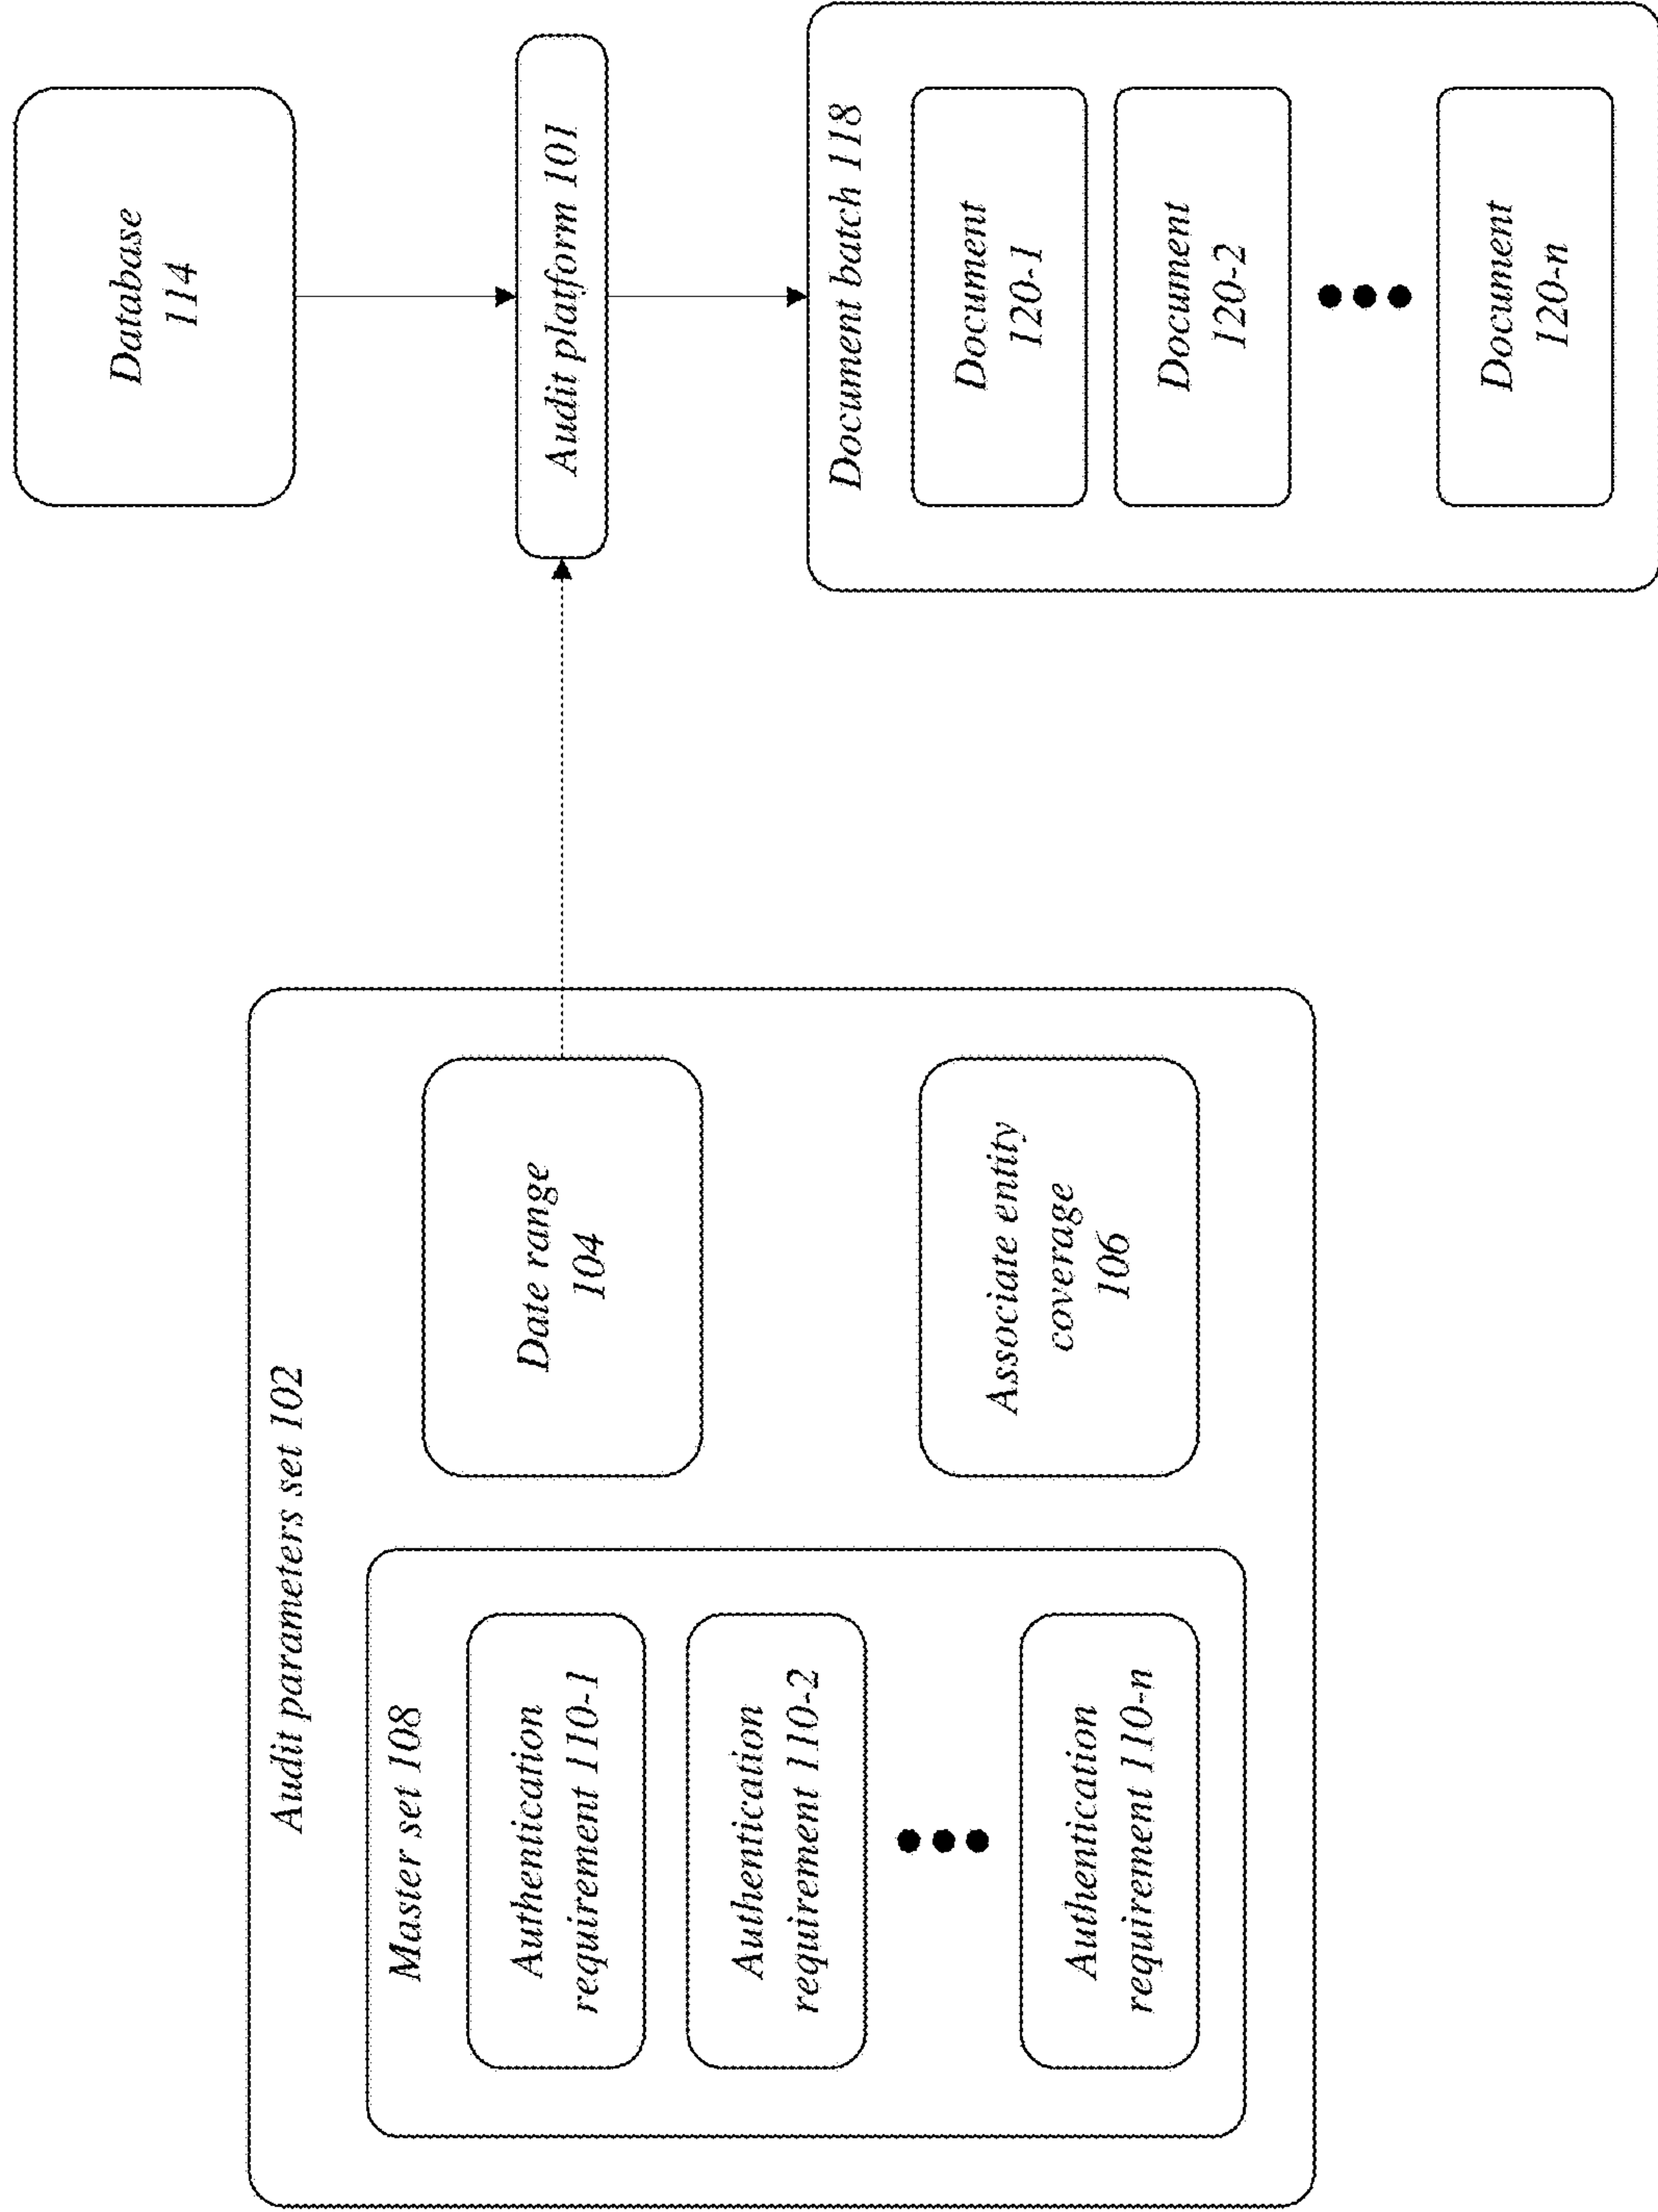 Audit parameters set 102
Master set 108
Authentication
requirement 110-1
Authentication
requirement 110-2
Authentication
requirement 110-n
Date range
104
Associate entity
coverage
106
Database
114
Audit platform 101
Document batch 118
Document
120-1
Document
120-2
Document
120-n